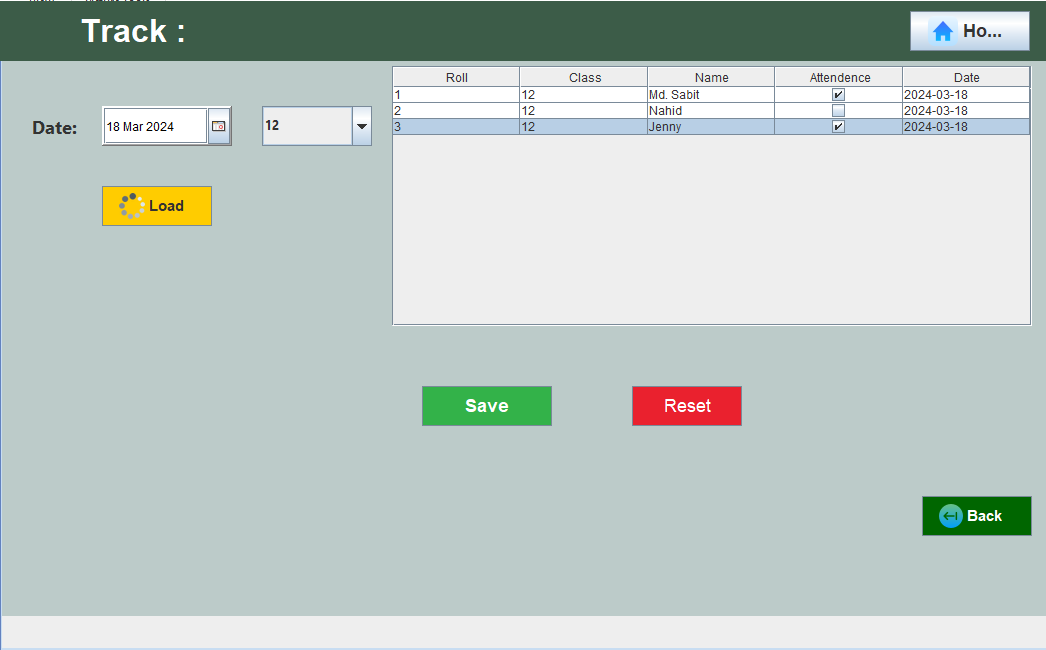 Track :
Ho...
Date:
18 Mar 2024
12
Load
Roll Class Name Attendence Date
1 12 Md. Sabit 2024-03-18
2 12 Nahid 2024-03-18
3 12 Jenny 2024-03-18
Save
Reset
Back